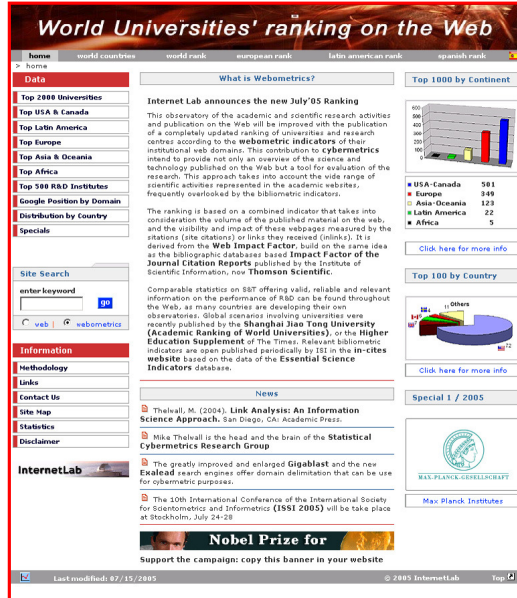 World Universities' ranking on the Web
home world countries world rank european rank latin american rank spanish rank
> home
Data
Top 2000 Universities
Top USA & Canada
Top Latin America
Top Europe
Top Asia & Oceania
Top Africa
Top 500 R&D Institutes
Google Position by Domain
Distribution by Country
Specials
Site Search
enter keyword
go
web | webometrics
Information
Methodology
Links
Contact Us
Site Map
Statistics
Disclaimer
InternetLab
What is Webometrics?
Internet Lab announces the new July'05 Ranking
This observatory of the academic and scientific research activities
and publication on the Web will be improved with the publication
of a completely updated ranking of universities and research
centres according to the webometric indicators of their
institutional web domains. This contribution to cybermetrics
intend to provide not only an overview of the science and
technology published on the Web but a tool for evaluation of the
research. This approach takes into account the wide range of
scientific activities represented in the academic websites,
frequently overlooked by the bibliometric indicators.
The ranking is based on a combined indicator that takes into
consideration the volume of the published material on the web,
and the visibility and impact of these webpages measured by the
sitations (site citations) or links they received (inlinks). It is
derived from the Web Impact Factor, build on the same idea
as the bibliographic databases based Impact Factor of the
Journal Citation Reports published by the Institute of
Scientific Information, now Thomson Scientific.
Comparable statistics on S&T offering valid, reliable and relevant
information on the performance of R&D can be found throughout
the Web, as many countries are developing their own
observatories. Global scenarios involving universities were
recently published by the Shanghai Jiao Tong University
(Academic Ranking of World Universities), or the Higher
Education Supplement of The Times. Relevant bibliometric
indicators are open published periodically by ISI in the in-cites
website based on the data of the Essential Science
Indicators database.
News
Thelwall, M. (2004). Link Analysis: An Information
Science Approach. San Diego, CA: Academic Press.
Mike Thelwall is the head and the brain of the Statistical
Cybermetrics Research Group
The greatly improved and enlarged Gigablast and the new
Exalead search engines offer domain delimitation that can be use
for cybermetric purposes.
The 10th International Conference of the International Society
for Scientometrics and Informetrics (ISSI 2005) will be take place
at Stockholm, July 24-28
Nobel Prize for
Support the campaign: copy this banner in your website
Top 1000 by Continent
600
500
400
300
200
100
0
USA-Canada 501
Europe 349
Asia-Oceania 123
Latin America 22
Africa 5
Click here for more info
Top 100 by Country
Others
11
72
Click here for more info
Special 1 / 2005
MAX-PLANCK-GESELLSCHAFT
Max Planck Institutes
Last modified: 07/15/2005 © 2005 InternetLab Top